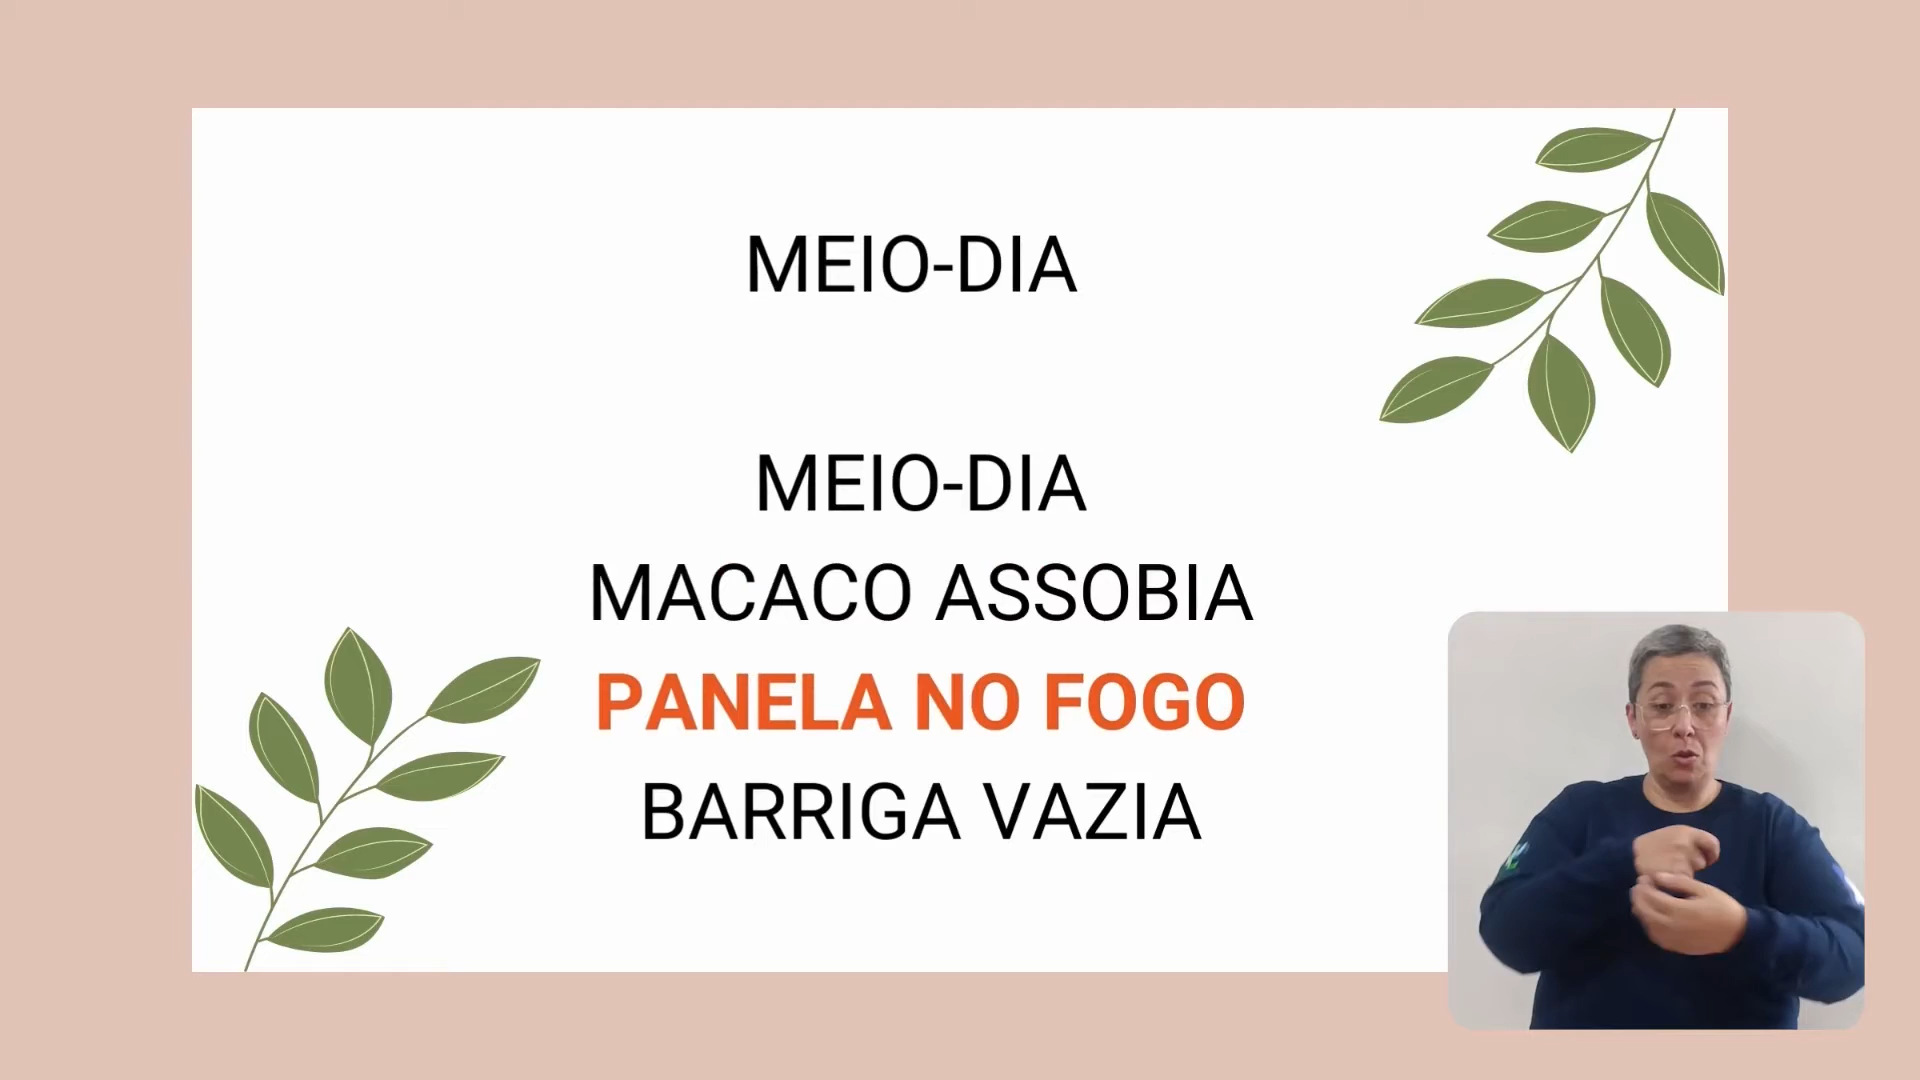 MEIO-DIA
MEIO-DIA
MACACO ASSOBIA
PANELA NO FOGO
BARRIGA VAZIA